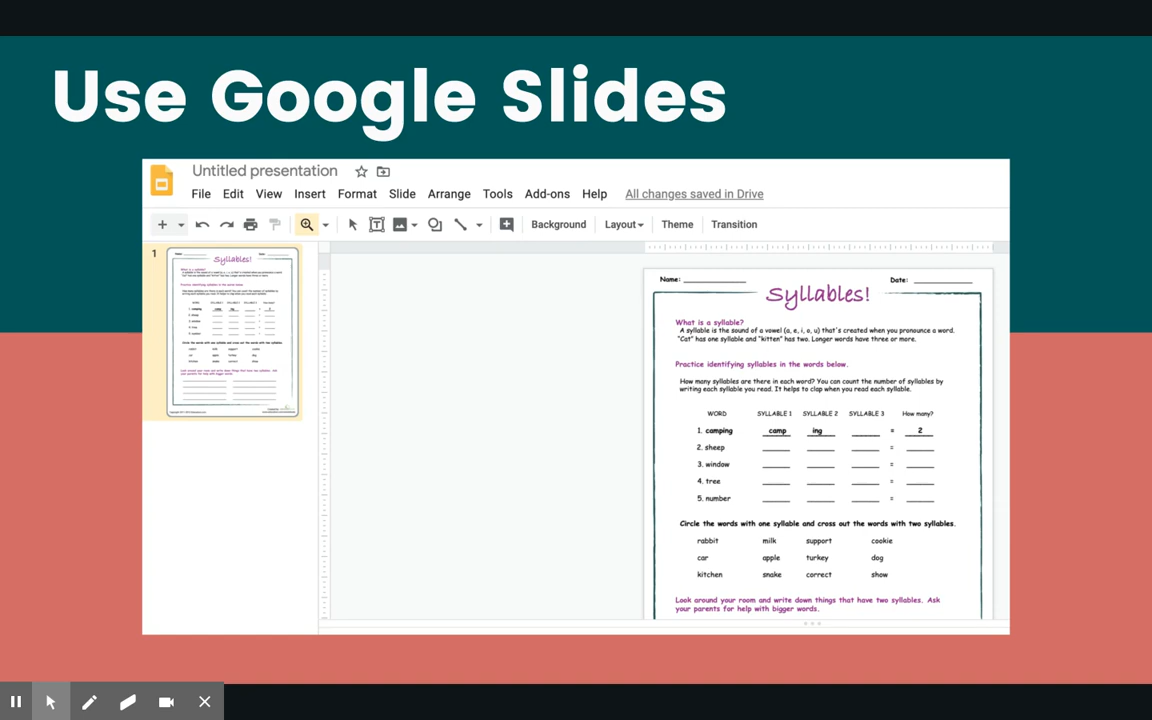 Use Google Slides
Untitled presentation
File Edit View Insert Format Slide Arrange Tools Add-ons Help All changes saved in Drive
Background Layout Theme Transition
1
Syllables!
Name: Date:
Syllables!
What is a syllable?
A syllable is the sound of a vowel (a, e, i, o, u) that's created when you pronounce a word.
"Cat" has one syllable and "kitten" has two. Longer words have three or more.
Practice identifying syllables in the words below.
How many syllables are there in each word? You can count the number of syllables by
writing each syllable you read. It helps to clap when you read each syllable.
WORD SYLLABLE 1 SYLLABLE 2 SYLLABLE 3 How many?
1. camping camp ing = 2
2. sheep =
3. window =
4. tree =
5. number =
Circle the words with one syllable and cross out the words with two syllables.
rabbit milk support cookie
car apple turkey dog
kitchen snake correct show
Look around your room and write down things that have two syllables. Ask
your parents for help with bigger words.